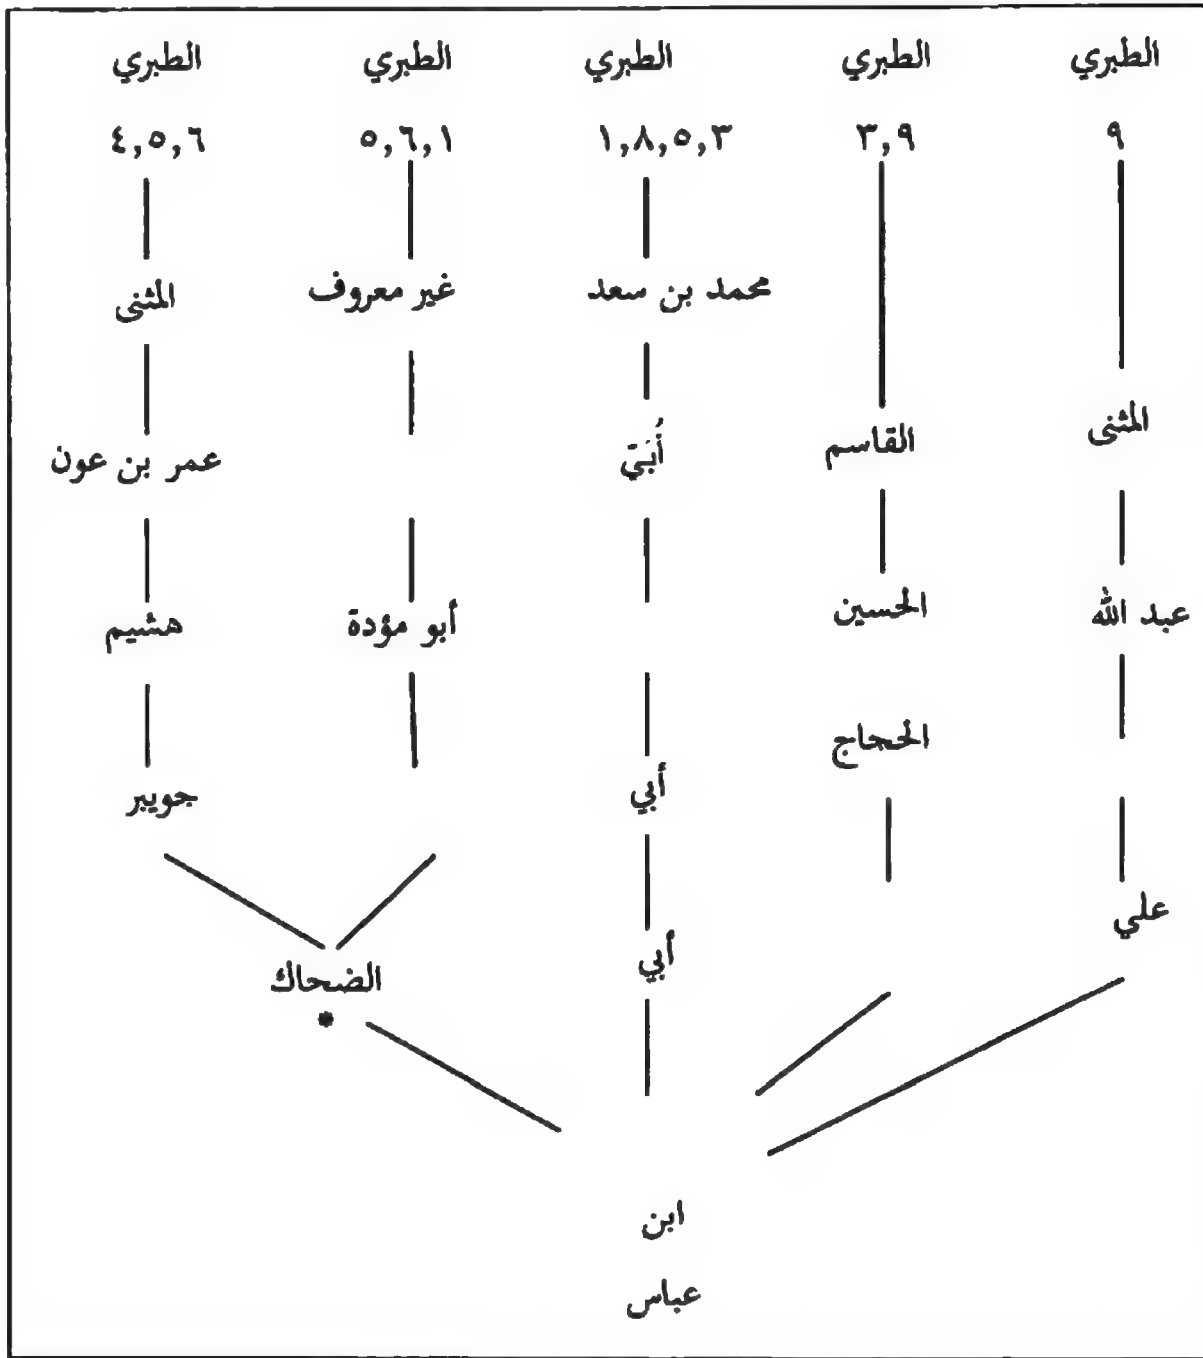 الطبري الطبري الطبري الطبري الطبري
٩ ٣,٩ ١,٨,٥,٣ ٥,٦,١ ٤,٥,٦
محمد بن سعد غير معروف المثنى
المثنى القاسم أُبَيّ عمر بن عون
عبد الله الحسين أبو مؤدة هشيم
الحجاج
أبي جويبر
علي
أبي الضحاك
*
ابن
عباس